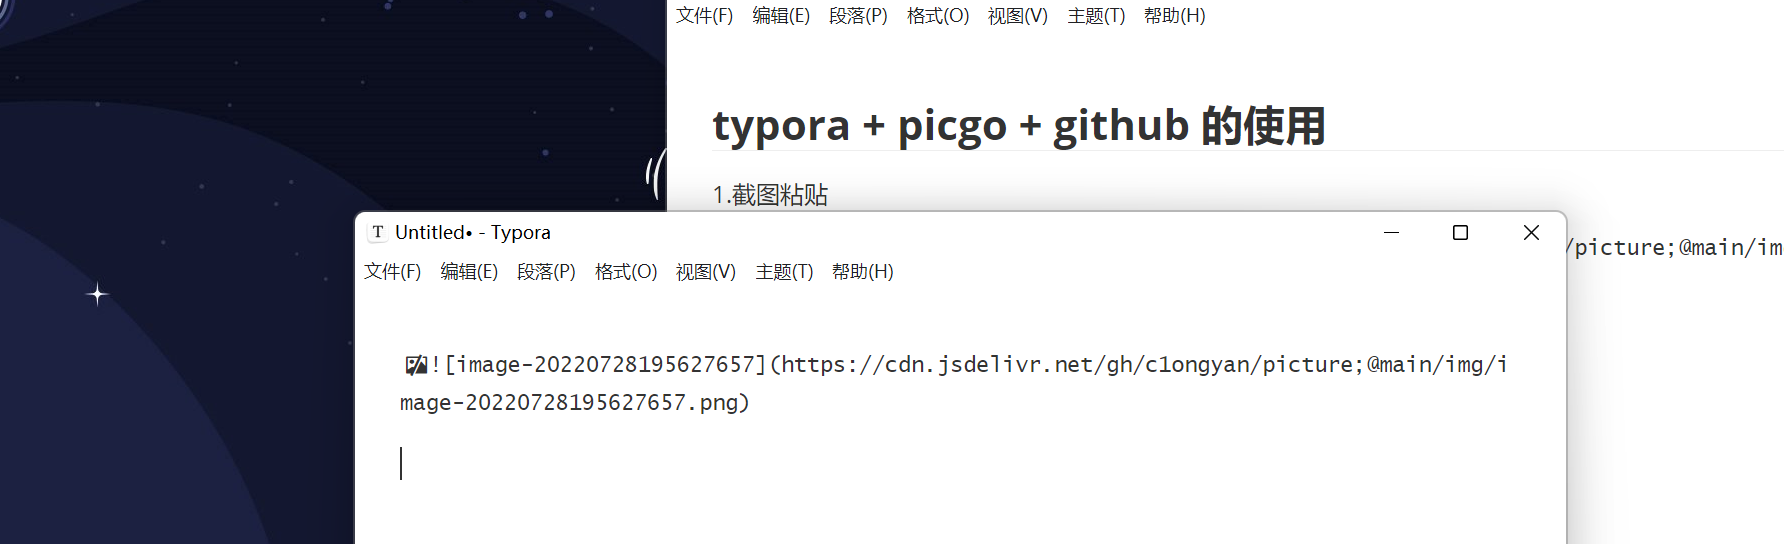 文件(F) 编辑(E) 段落(P) 格式(O) 视图(V) 主题(T) 帮助(H)
typora + picgo + github 的使用
1.截图粘贴
/picture;@main/im
T Untitled• - Typora
文件(F) 编辑(E) 段落(P) 格式(O) 视图(V) 主题(T) 帮助(H)
![image-20220728195627657](https://cdn.jsdelivr.net/gh/c1ongyan/picture;@main/img/i
mage-20220728195627657.png)